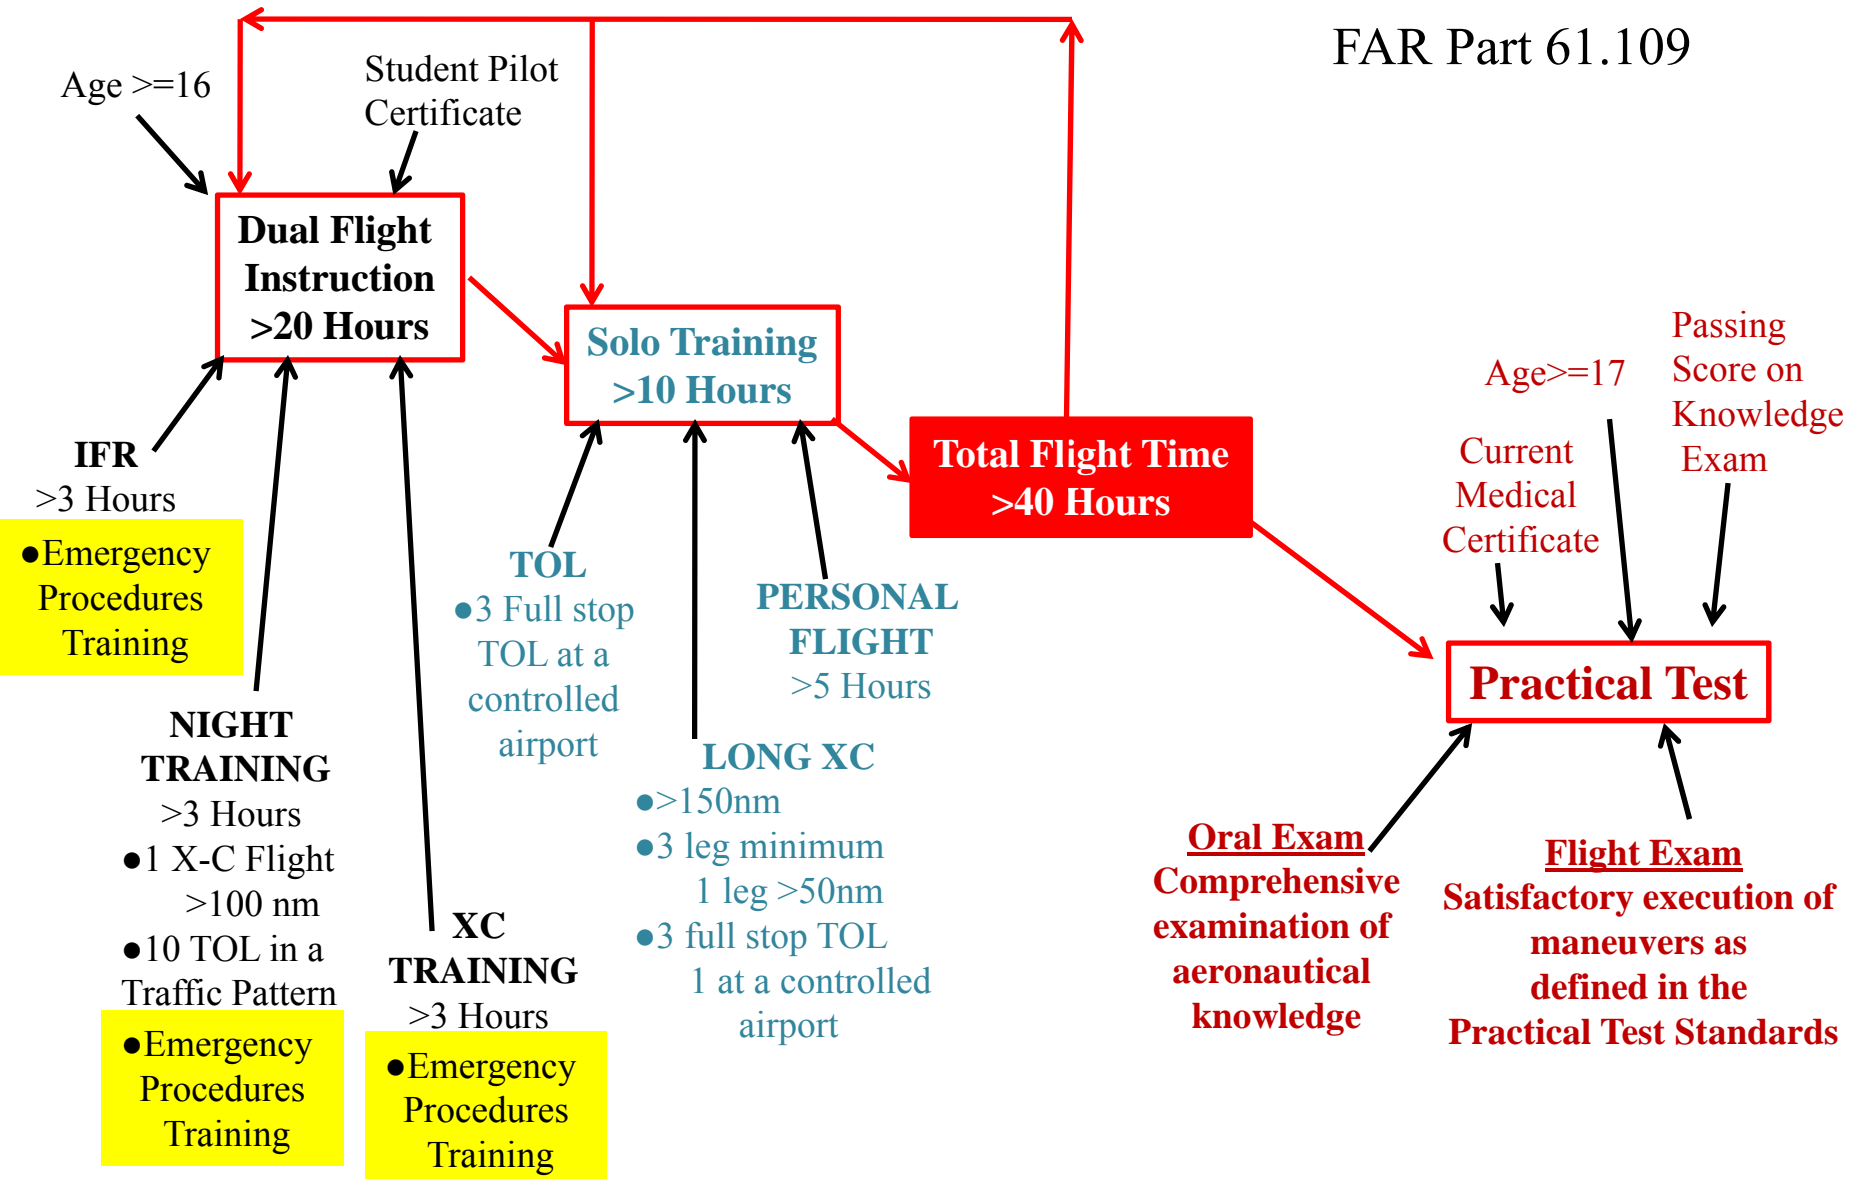 FAR Part 61.109
Age >=16
Student Pilot
Certificate
Dual Flight
Instruction
>20 Hours
Solo Training
>10 Hours
Total Flight Time
>40 Hours
IFR
>3 Hours
●Emergency
Procedures
Training
NIGHT
TRAINING
>3 Hours
●1 X-C Flight
>100 nm
●10 TOL in a
Traffic Pattern
●Emergency
Procedures
Training
XC
TRAINING
>3 Hours
●Emergency
Procedures
Training
TOL
●3 Full stop
TOL at a
controlled
airport
LONG XC
●>150nm
●3 leg minimum
1 leg >50nm
●3 full stop TOL
1 at a controlled
airport
PERSONAL
FLIGHT
>5 Hours
Current
Medical
Certificate
Age>=17
Passing
Score on
Knowledge
Exam
Practical Test
Oral Exam
Comprehensive
examination of
aeronautical
knowledge
Flight Exam
Satisfactory execution of
maneuvers as
defined in the
Practical Test Standards